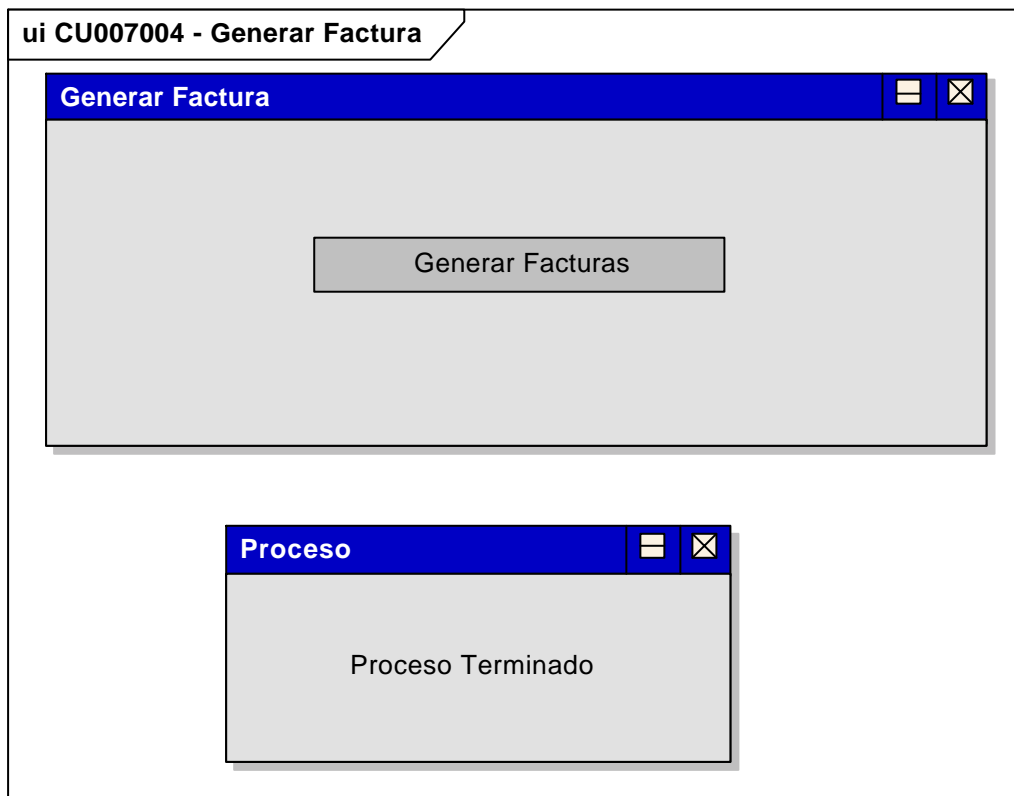 ui CU007004 - Generar Factura
Generar Factura
Generar Facturas
Proceso
Proceso Terminado